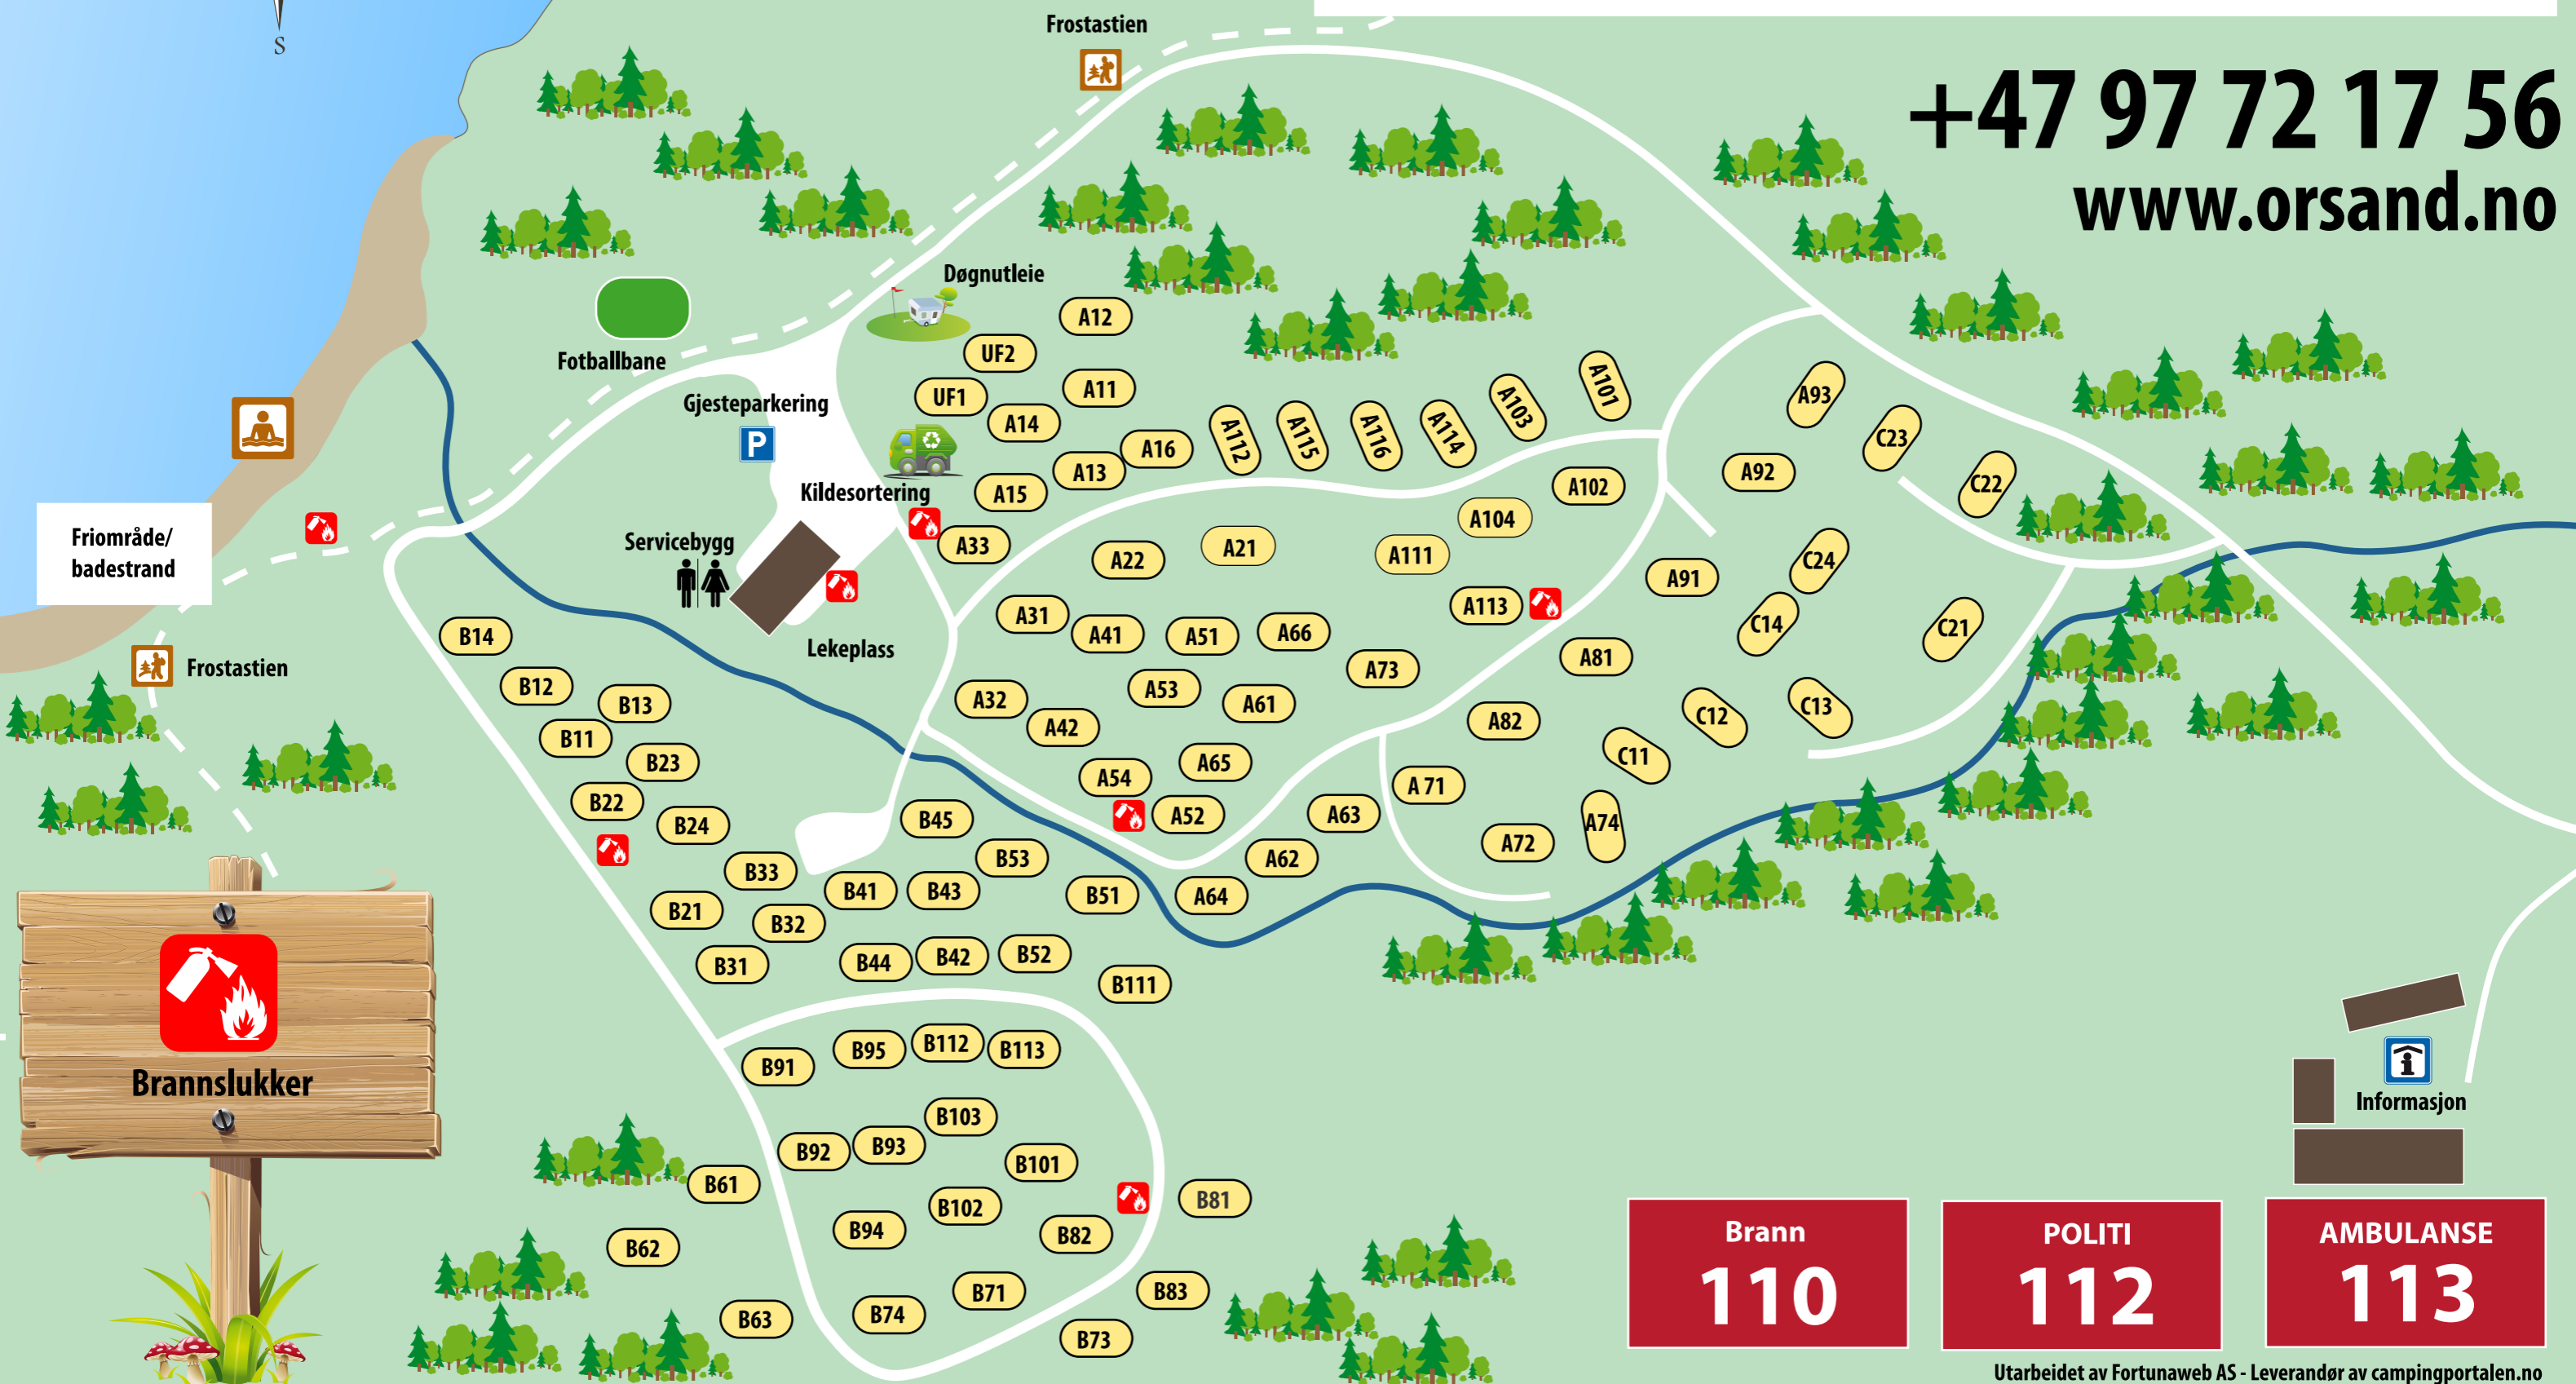 S
Frostastien
+47 97 72 17 56
www.orsand.no
Døgnutleie
A12
UF2
Fotballbane
A11
UF1
Gjesteparkering
A14
P
A101
A93
A103
A16
A112
A115
A116
A114
C23
A13
A92
C22
Kildesortering
A15
A102
A104
Friområde/
badestrand
Servicebygg
A33
A22
A21
A111
A91
C24
A31
A41
A51
A66
A113
C14
C21
B14
Lekeplass
A81
Frostastien
A73
B12
B13
A32
A53
A61
A82
C12
C13
A42
B11
B23
A54
A65
C11
A 71
B22
B24
B45
A52
A63
A74
A72
B33
B53
A62
B41
B43
B51
A64
B21
B32
B31
B44
B42
B52
B111
B91
B95
B112
B113
Brannslukker
Informasjon
B103
B92
B93
B101
B61
B81
B102
B94
B82
B62
B71
B83
B63
B74
B73
Brann
110
POLITI
112
AMBULANSE
113
Utarbeidet av Fortunaweb AS - Leverandør av campingportalen.no